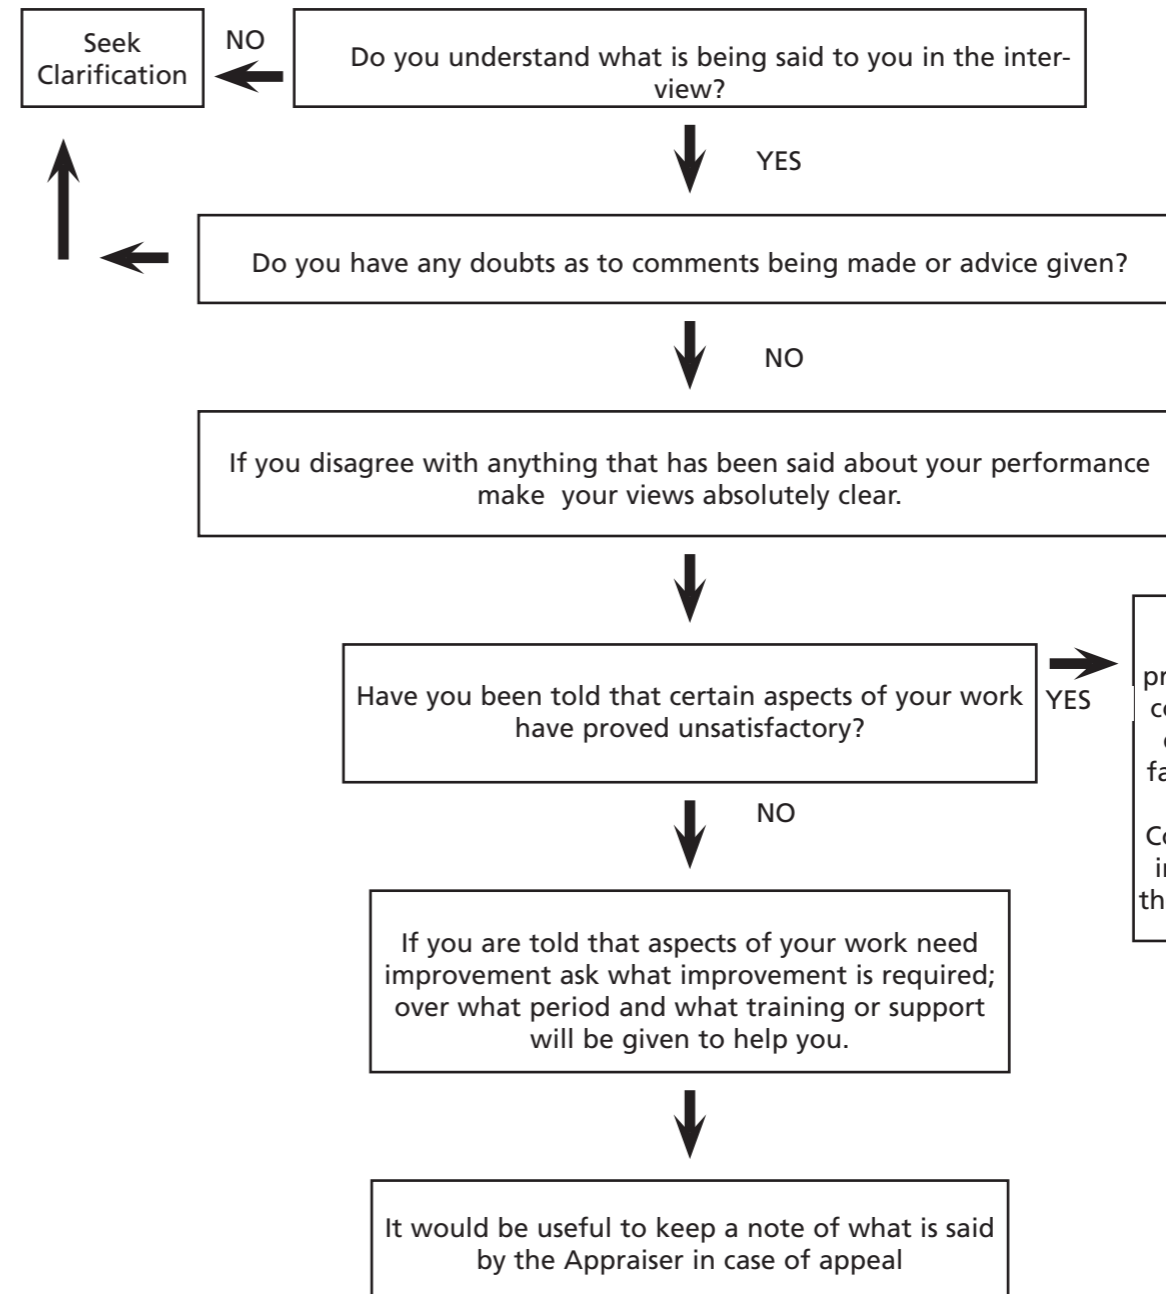 Seek
Clarification
NO
Do you understand what is being said to you in the inter-
view?
YES
Do you have any doubts as to comments being made or advice given?
NO
If you disagree with anything that has been said about your performance
make your views absolutely clear.
Have you been told that certain aspects of your work
have proved unsatisfactory?
YES
NO
If you are told that aspects of your work need
improvement ask what improvement is required;
over what period and what training or support
will be given to help you.
It would be useful to keep a note of what is said
by the Appraiser in case of appeal